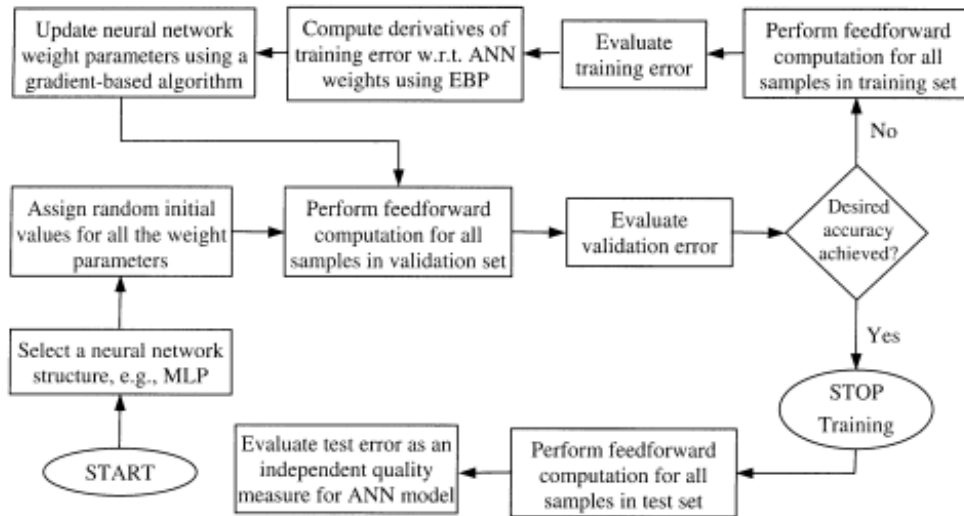 Update neural network
weight parameters using a
gradient-based algorithm
Compute derivatives of
training error w.r.t. ANN
weights using EBP
Evaluate
training error
Perform feedforward
computation for all
samples in training set
No
Assign random initial
values for all the weight
parameters
Perform feedforward
computation for all
samples in validation set
Evaluate
validation error
Desired
accuracy
achieved?
Yes
Select a neural network
structure, e.g., MLP
STOP
Training
START
Evaluate test error as an
independent quality
measure for ANN model
Perform feedforward
computation for all
samples in test set